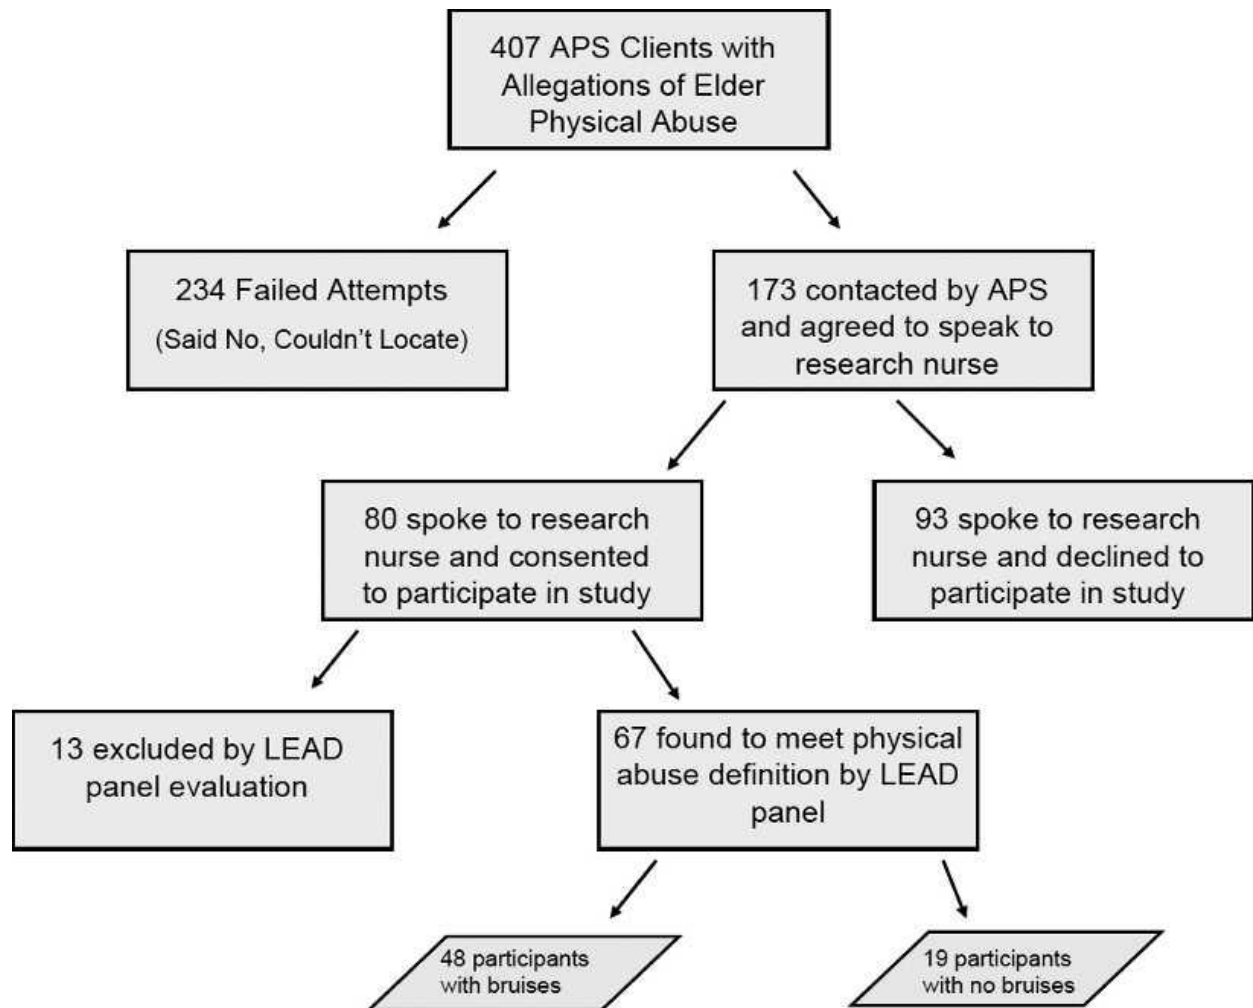 407 APS Clients with
Allegations of Elder
Physical Abuse
234 Failed Attempts
(Said No, Couldn't Locate)
173 contacted by APS
and agreed to speak to
research nurse
80 spoke to research
nurse and consented
to participate in study
93 spoke to research
nurse and declined to
participate in study
13 excluded by LEAD
panel evaluation
67 found to meet physical
abuse definition by LEAD
panel
48 participants
with bruises
19 participants
with no bruises